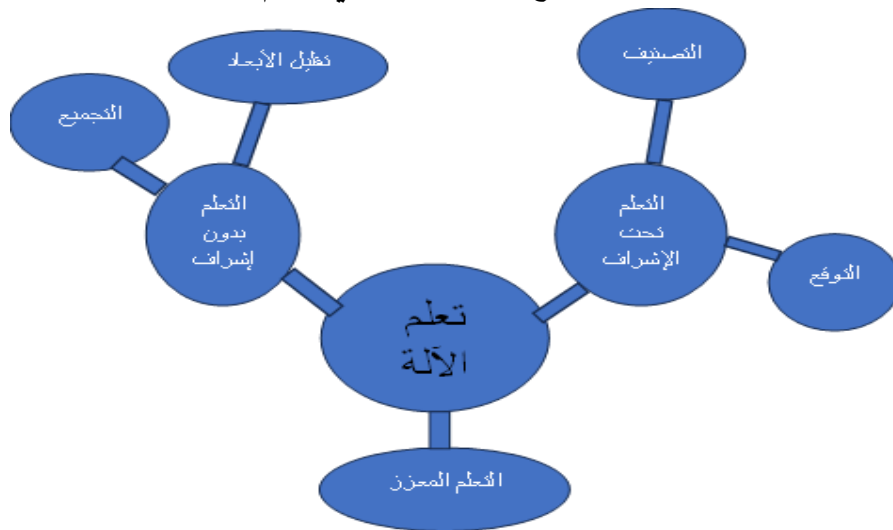 التصنيف
تقليل الأبعاد
التجميع
التعلم
تحت
الإشراف
التعلم
بدون
إشراف
التوقع
تعلم
الآلة
التعلم المعزز